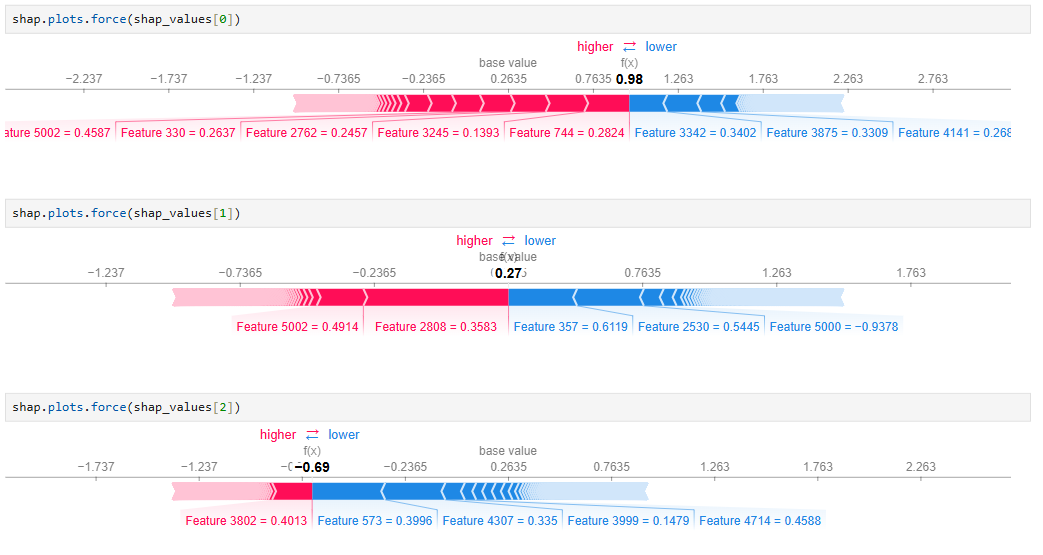 shap.plots.force(shap_values[0])
higher ⇄ lower
base value f(x)
−2.237 −1.737 −1.237 −0.7365 −0.2365 0.2635 0.7635 0.98 1.263 1.763 2.263 2.763
ature 5002 = 0.4587 Feature 330 = 0.2637 Feature 2762 = 0.2457 Feature 3245 = 0.1393 Feature 744 = 0.2824 Feature 3342 = 0.3402 Feature 3875 = 0.3309 Feature 4141 = 0.268
shap.plots.force(shap_values[1])
higher ⇄ lower
base value f(x)
−1.237 −0.7365 −0.2365 0.27 0.7635 1.263 1.763
Feature 5002 = 0.4914 Feature 2808 = 0.3583 Feature 357 = 0.6119 Feature 2530 = 0.5445 Feature 5000 = −0.9378
shap.plots.force(shap_values[2])
higher ⇄ lower
f(x) base value
−1.737 −1.237 −0.69 −0.2365 0.2635 0.7635 1.263 1.763 2.263
Feature 3802 = 0.4013 Feature 573 = 0.3996 Feature 4307 = 0.335 Feature 3999 = 0.1479 Feature 4714 = 0.4588